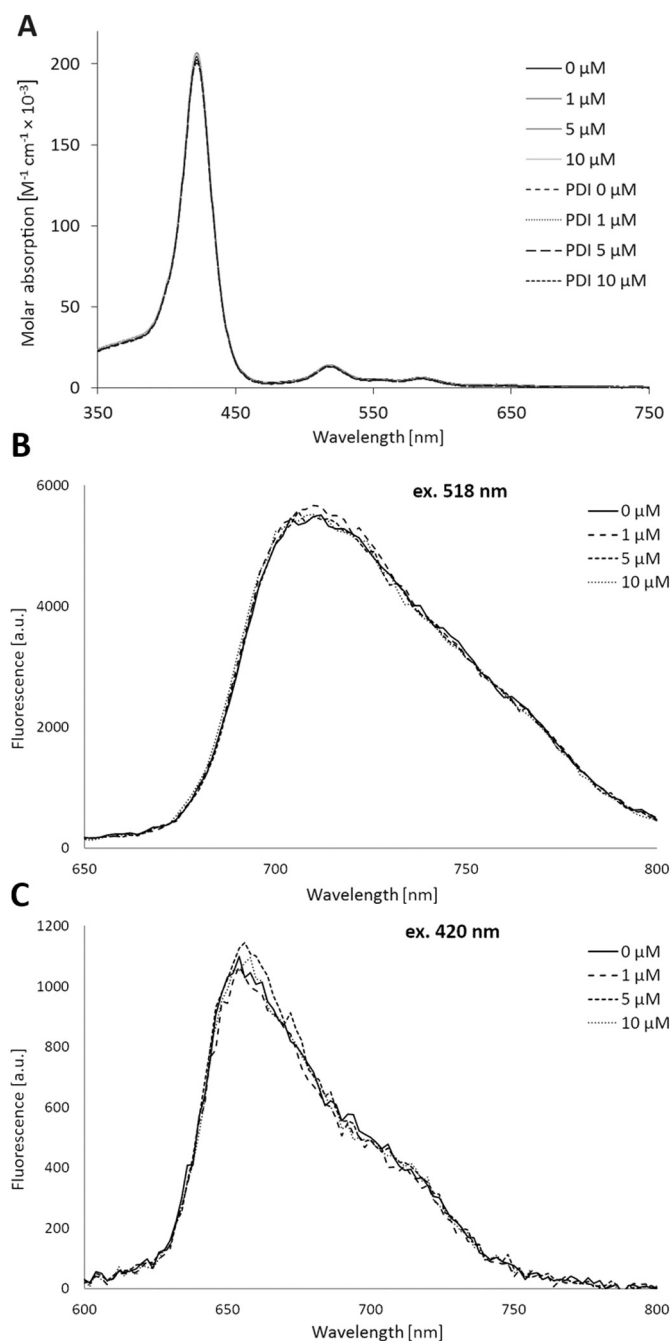 A
Molar absorption [M⁻¹ cm⁻¹ × 10⁻³]
200
150
100
50
0
350
450
550
650
750
Wavelength [nm]
0 µM
1 µM
5 µM
10 µM
PDI 0 µM
PDI 1 µM
PDI 5 µM
PDI 10 µM
B
ex. 518 nm
Fluorescence [a.u.]
6000
4000
2000
0
650
700
750
800
Wavelength [nm]
0 µM
1 µM
5 µM
10 µM
C
ex. 420 nm
Fluorescence [a.u.]
1200
1000
800
600
400
200
0
600
650
700
750
800
Wavelength [nm]
0 µM
1 µM
5 µM
10 µM